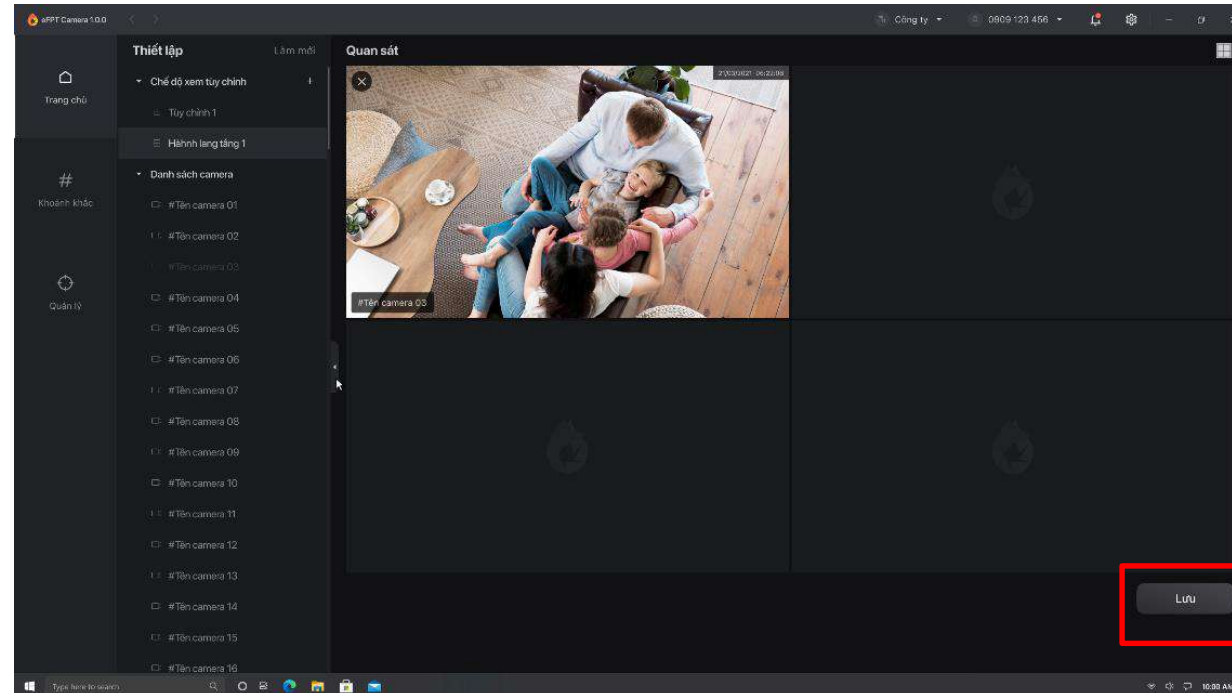 eFPT Camera 1.0.0
Công ty
0909 123 456
Thiết lập
Làm mới
Quan sát
Trang chủ
Khoảnh khắc
Quản lý
Chế độ xem tùy chỉnh
+
Tùy chỉnh 1
Hàhnh lang tầng 1
Danh sách camera
#Tên camera 01
#Tên camera 02
#Tên camera 03
#Tên camera 04
#Tên camera 05
#Tên camera 06
#Tên camera 07
#Tên camera 08
#Tên camera 09
#Tên camera 10
#Tên camera 11
#Tên camera 12
#Tên camera 13
#Tên camera 14
#Tên camera 15
#Tên camera 16
#Tên camera 03
Lưu
Type here to search